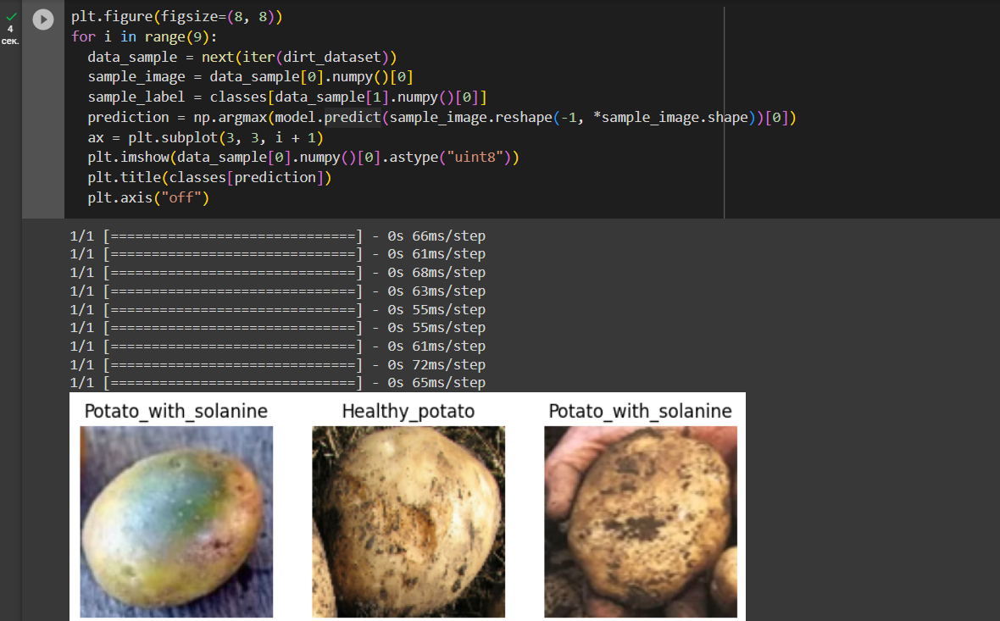 4
сек.
plt.figure(figsize=(8, 8))
for i in range(9):
  data_sample = next(iter(dirt_dataset))
  sample_image = data_sample[0].numpy()[0]
  sample_label = classes[data_sample[1].numpy()[0]]
  prediction = np.argmax(model.predict(sample_image.reshape(-1, *sample_image.shape))[0])
  ax = plt.subplot(3, 3, i + 1)
  plt.imshow(data_sample[0].numpy()[0].astype("uint8"))
  plt.title(classes[prediction])
  plt.axis("off")
1/1 [==============================] - 0s 66ms/step
1/1 [==============================] - 0s 61ms/step
1/1 [==============================] - 0s 68ms/step
1/1 [==============================] - 0s 63ms/step
1/1 [==============================] - 0s 55ms/step
1/1 [==============================] - 0s 55ms/step
1/1 [==============================] - 0s 61ms/step
1/1 [==============================] - 0s 72ms/step
1/1 [==============================] - 0s 65ms/step
Potato_with_solanine Healthy_potato Potato_with_solanine